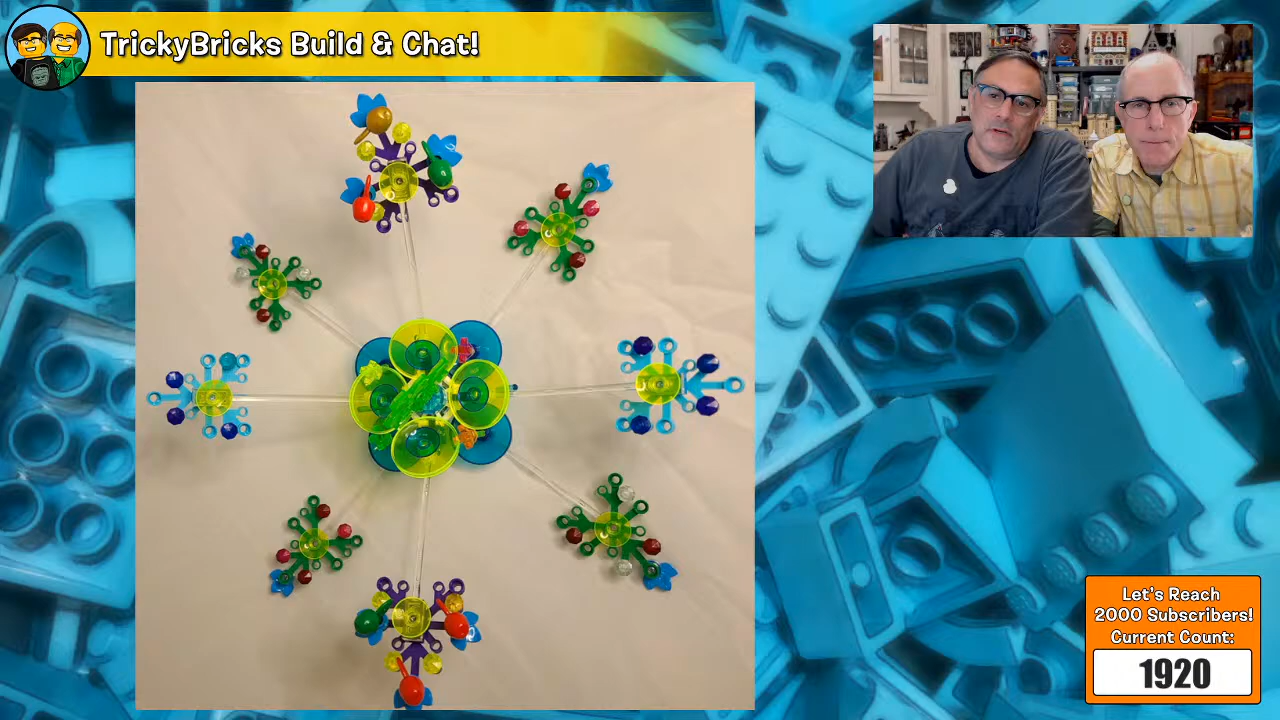 TrickyBricks Build & Chat!
Let's Reach
2000 Subscribers!
Current Count:
1920